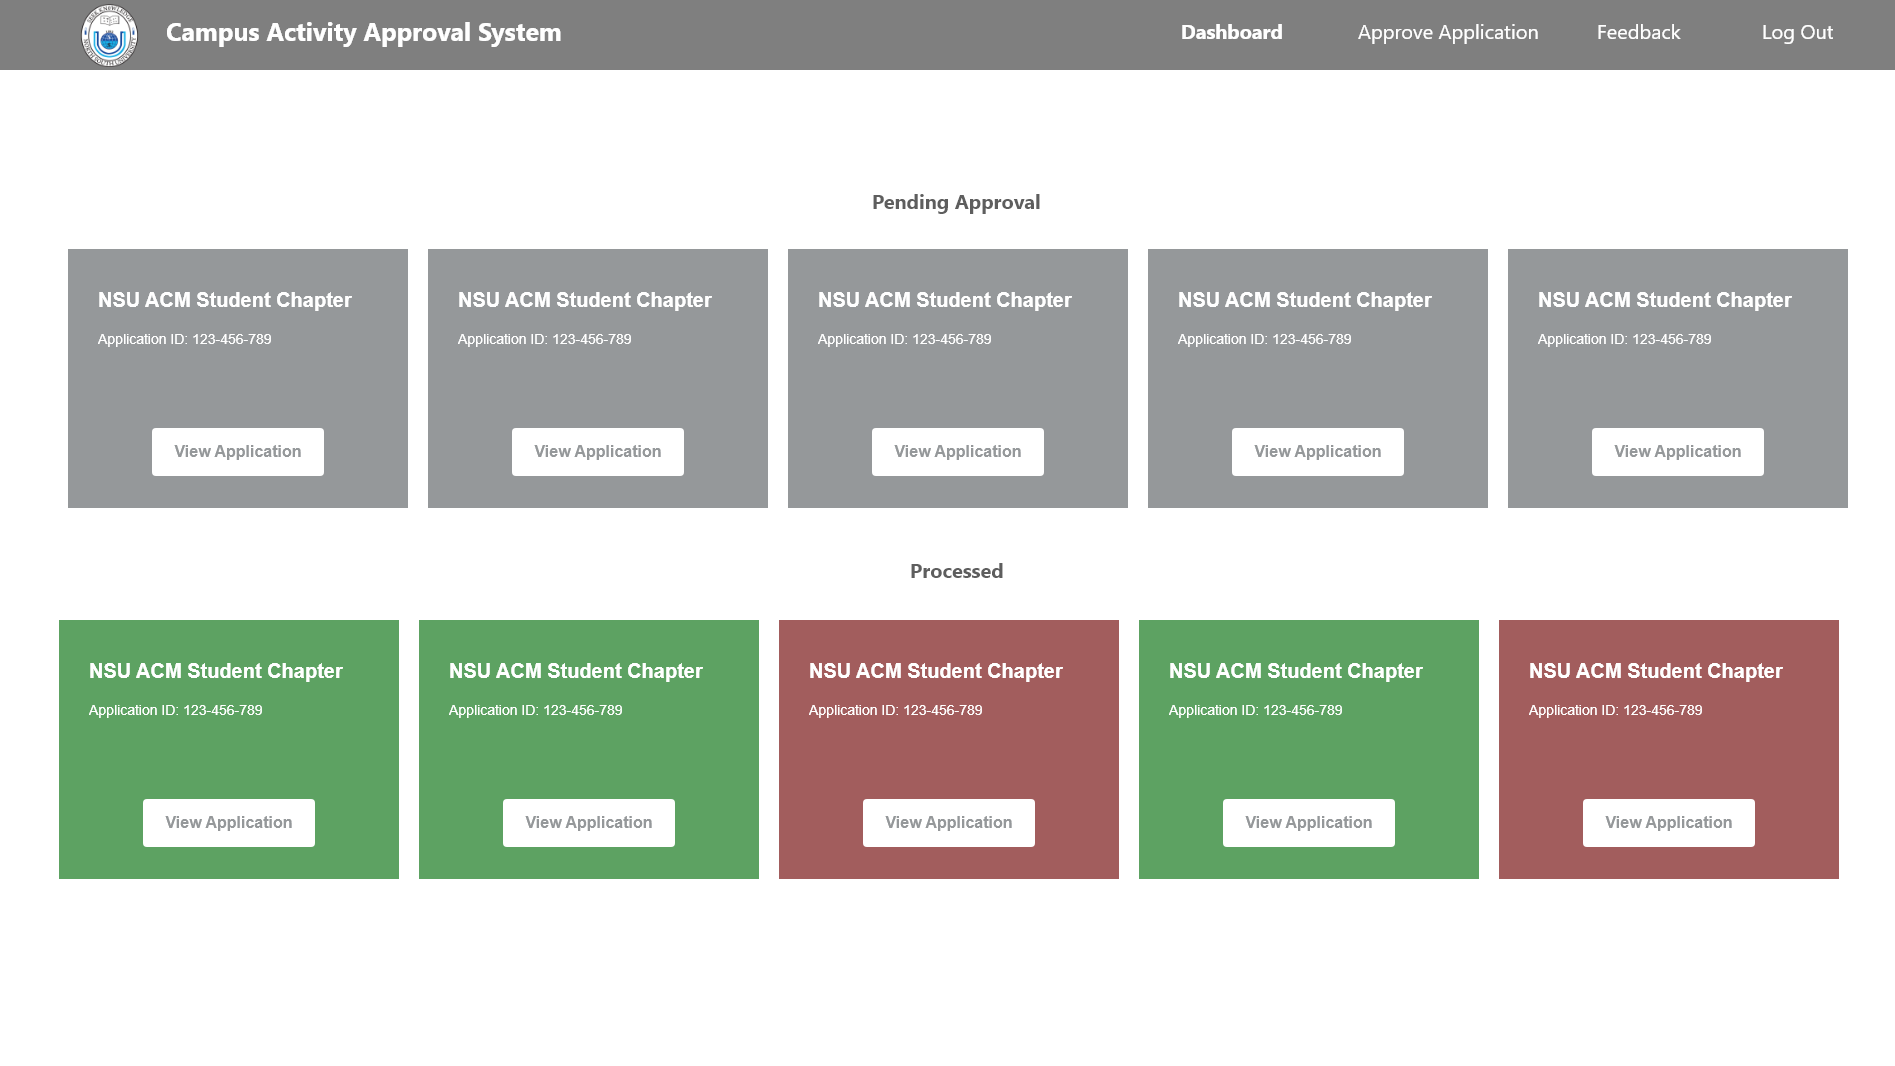 Campus Activity Approval System
Dashboard
Approve Application
Feedback
Log Out
Pending Approval
NSU ACM Student Chapter
Application ID: 123-456-789
View Application
NSU ACM Student Chapter
Application ID: 123-456-789
View Application
NSU ACM Student Chapter
Application ID: 123-456-789
View Application
NSU ACM Student Chapter
Application ID: 123-456-789
View Application
NSU ACM Student Chapter
Application ID: 123-456-789
View Application
Processed
NSU ACM Student Chapter
Application ID: 123-456-789
View Application
NSU ACM Student Chapter
Application ID: 123-456-789
View Application
NSU ACM Student Chapter
Application ID: 123-456-789
View Application
NSU ACM Student Chapter
Application ID: 123-456-789
View Application
NSU ACM Student Chapter
Application ID: 123-456-789
View Application